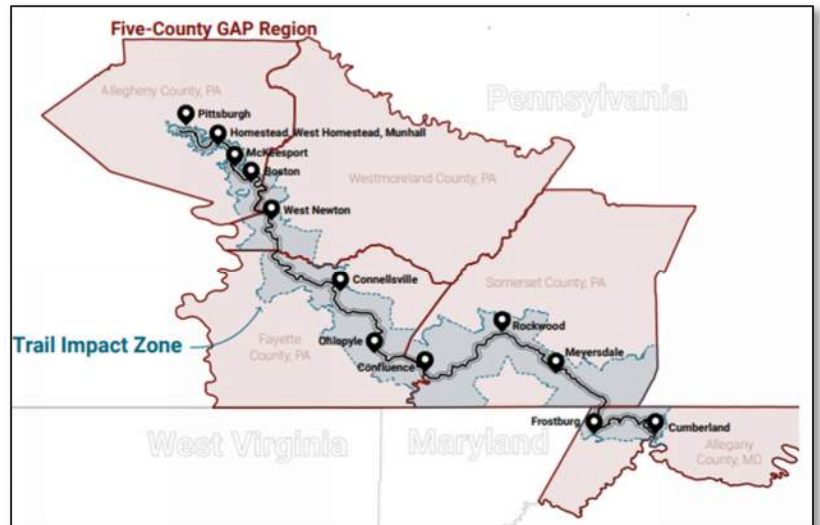 Five-County GAP Region
Allegheny County, PA
Pennsylvania
Pittsburgh
Homestead, West Homestead, Munhall
McKeesport
Boston
Westmoreland County, PA
West Newton
Connellsville
Somerset County, PA
Rockwood
Trail Impact Zone
Fayette
County, PA
Ohiopyle
Confluence
Meyersdale
Frostburg
Cumberland
West Virginia
Maryland
Allegany
County, MD